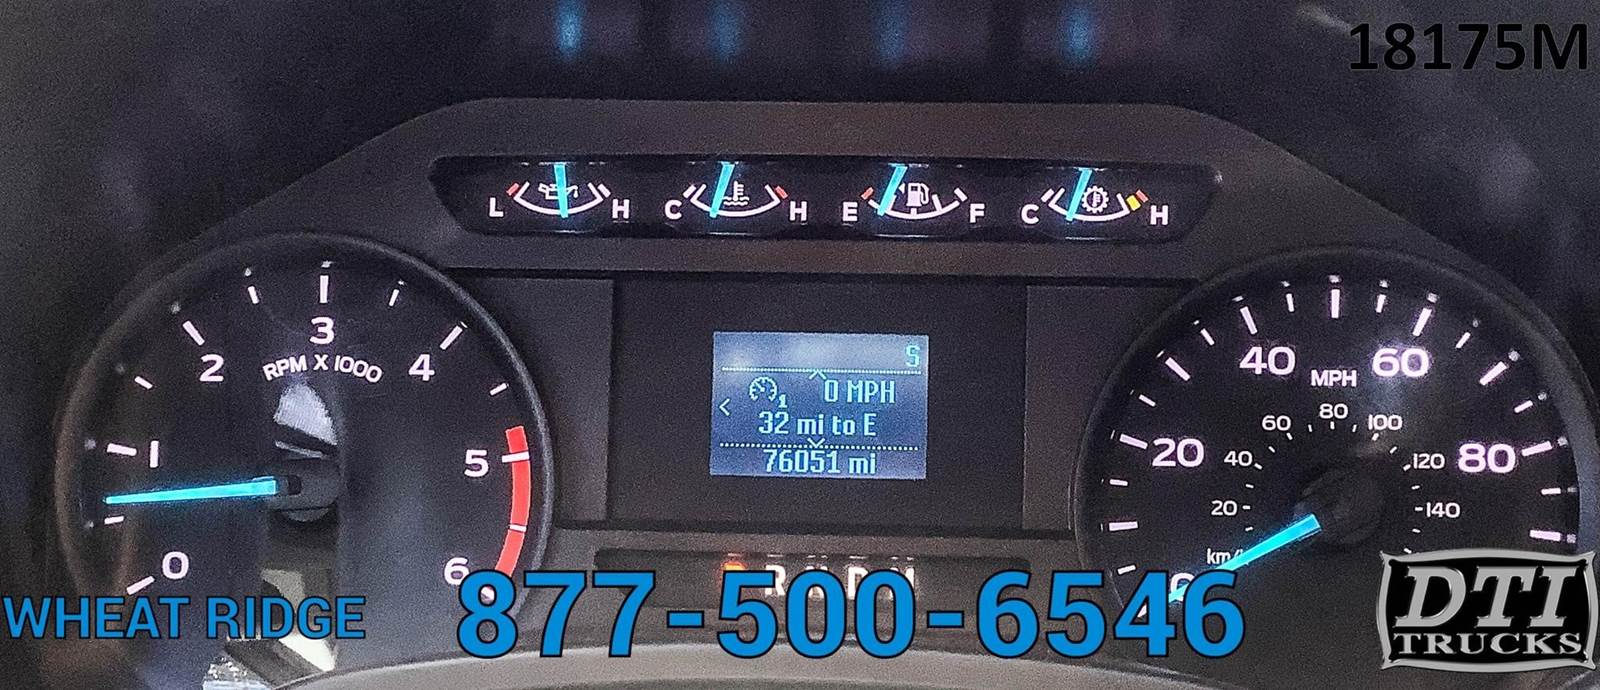 18175M
L H C H E F C H
S
0 MPH
32 mi to E
76051 mi
0 1 2 3 4 5 6
RPM X 1000
20 40 60 80
MPH
20 40 60 80 100 120 140
WHEAT RIDGE
877-500-6546
DTI
TRUCKS